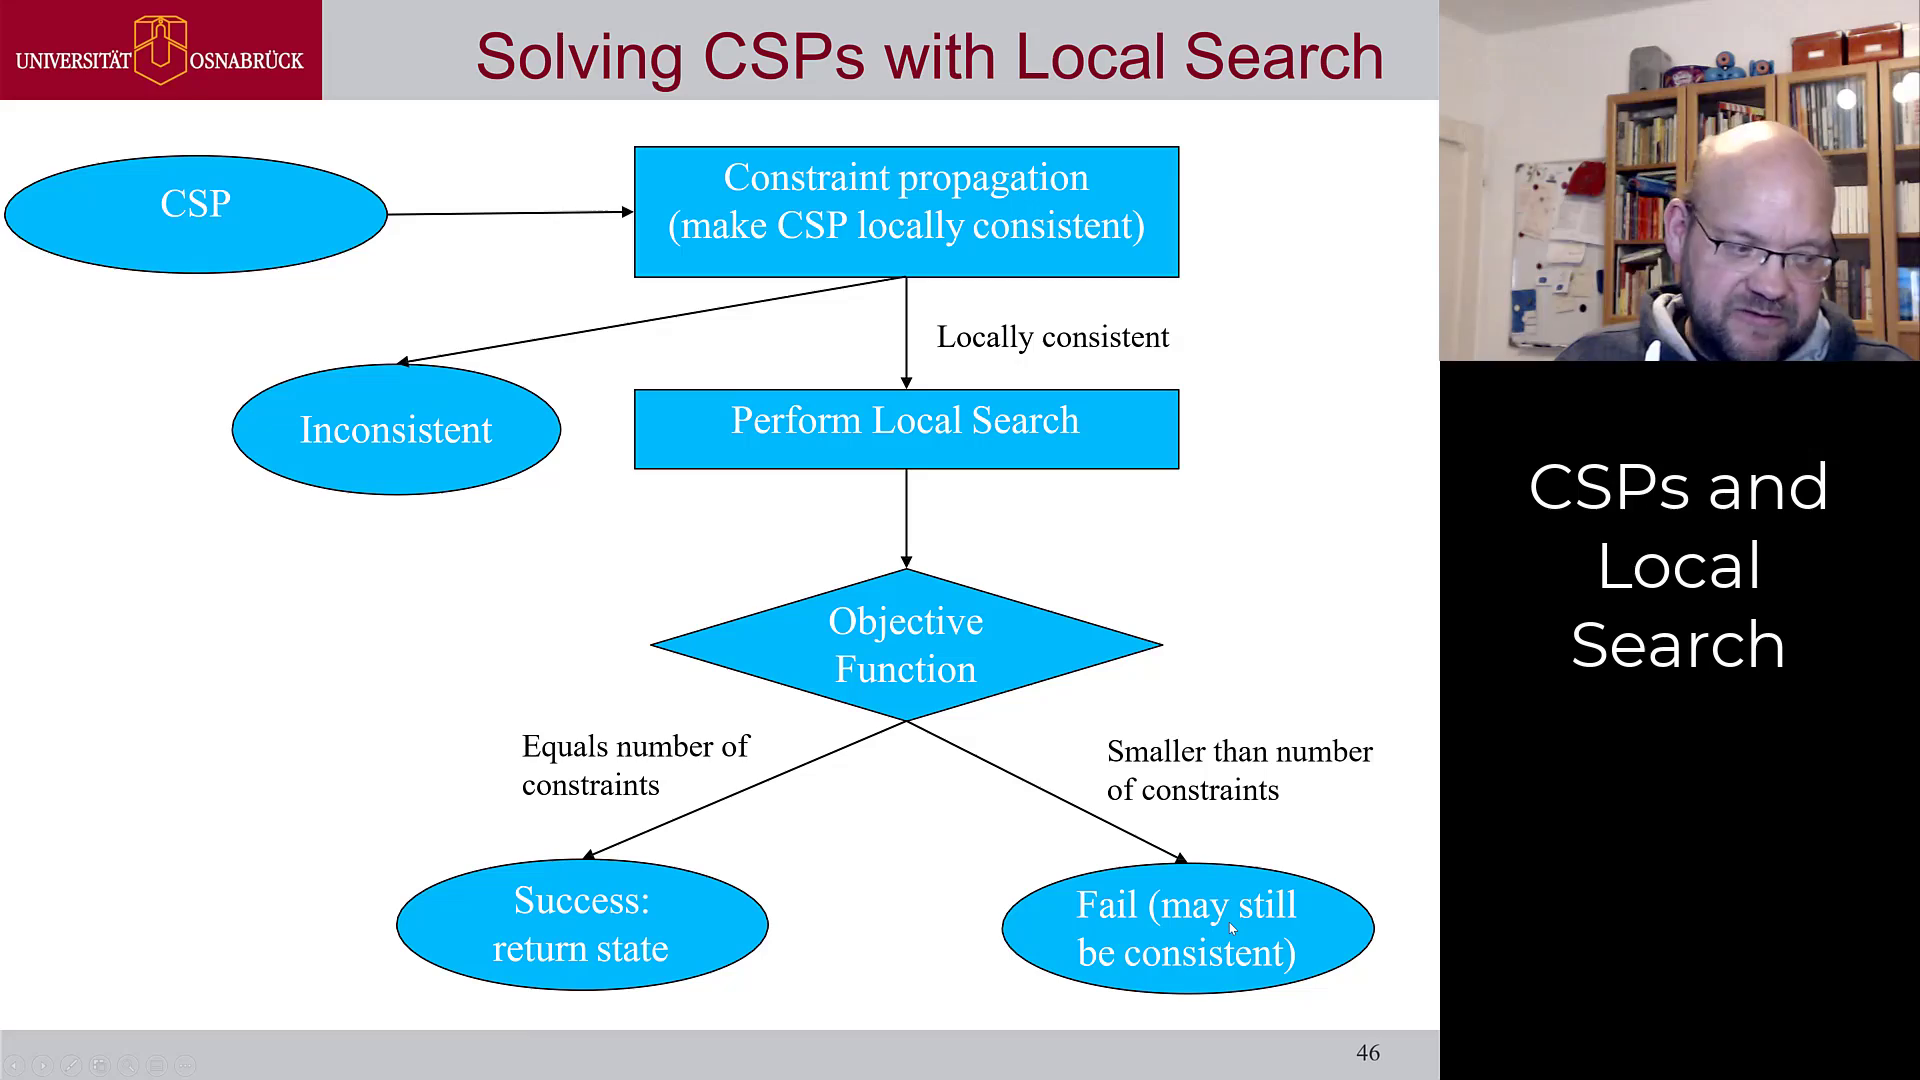 UNIVERSITÄT OSNABRÜCK
Solving CSPs with Local Search
CSP
Constraint propagation
(make CSP locally consistent)
Locally consistent
Inconsistent
Perform Local Search
Objective
Function
Equals number of
constraints
Smaller than number
of constraints
Success:
return state
Fail (may still
be consistent)
46
CSPs and
Local
Search